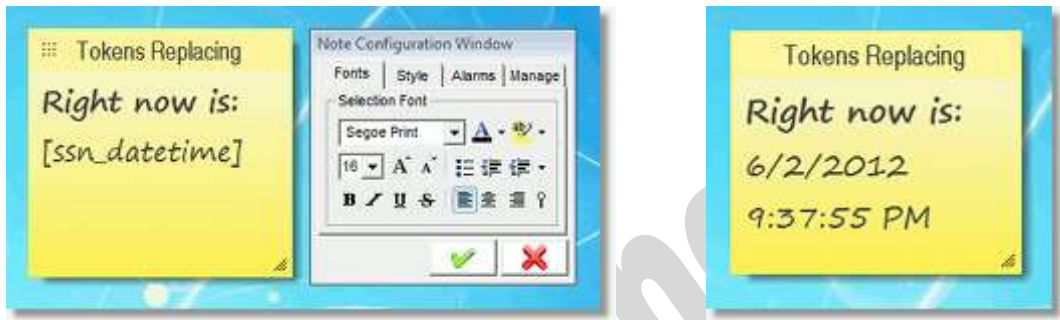 Tokens Replacing
Right now is:
[ssn_datetime]
Note Configuration Window
Fonts Style Alarms Manage
Selection Font
Segoe Print
16 A A
B I U S
Tokens Replacing
Right now is:
6/2/2012
9:37:55 PM